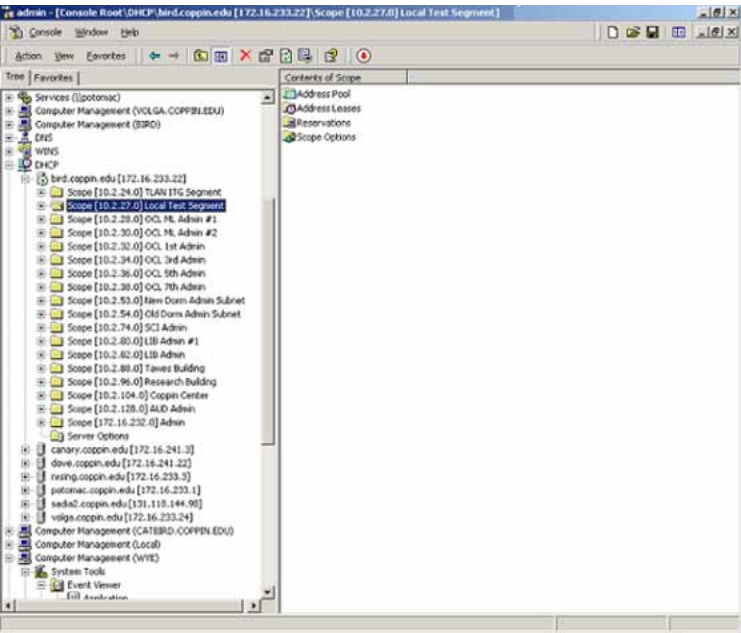 admin - [Console Root\DHCP\bird.coppin.edu [172.16.233.22]\Scope [10.2.27.0] Local Test Segment]
Console Window Help
Action View Favorites
Tree Favorites
Contents of Scope
Services (\\potomac)
Computer Management (VOLGA.COPPIN.EDU)
Computer Management (BIRD)
DNS
WINS
DHCP
bird.coppin.edu [172.16.233.22]
Scope [10.2.24.0] TLAN ITG Segment
Scope [10.2.27.0] Local Test Segment
Scope [10.2.28.0] OCL ML Admin #1
Scope [10.2.30.0] OCL ML Admin #2
Scope [10.2.32.0] OCL 1st Admin
Scope [10.2.34.0] OCL 3rd Admin
Scope [10.2.36.0] OCL 5th Admin
Scope [10.2.38.0] OCL 7th Admin
Scope [10.2.53.0] New Dorm Admin Subnet
Scope [10.2.54.0] Old Dorm Admin Subnet
Scope [10.2.74.0] SCI Admin
Scope [10.2.80.0] LIB Admin #1
Scope [10.2.82.0] LIB Admin
Scope [10.2.88.0] Tawes Building
Scope [10.2.96.0] Research Building
Scope [10.2.104.0] Coppin Center
Scope [10.2.128.0] AUD Admin
Scope [172.16.232.0] Admin
Server Options
canary.coppin.edu [172.16.241.3]
dove.coppin.edu [172.16.241.22]
nrsing.coppin.edu [172.16.233.3]
potomac.coppin.edu [172.16.233.1]
sadia2.coppin.edu [131.118.144.98]
volga.coppin.edu [172.16.233.24]
Computer Management (CATBIRD.COPPIN.EDU)
Computer Management (Local)
Computer Management (WYE)
System Tools
Event Viewer
Application
Address Pool
Address Leases
Reservations
Scope Options